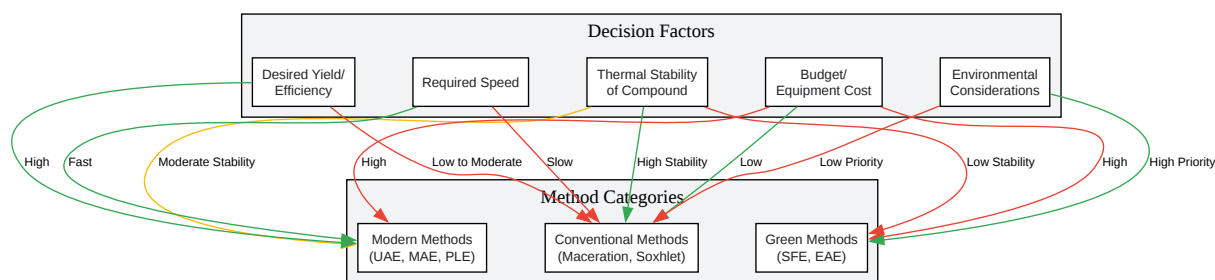 Decision Factors
Desired Yield/
Efficiency
Required Speed
Thermal Stability
of Compound
Budget/
Equipment Cost
Environmental
Considerations
High
Fast
Moderate Stability
High
Low to Moderate
Slow
High Stability
Low
Low Priority
Low Stability
High
High Priority
Method Categories
Modern Methods
(UAE, MAE, PLE)
Conventional Methods
(Maceration, Soxhlet)
Green Methods
(SFE, EAE)